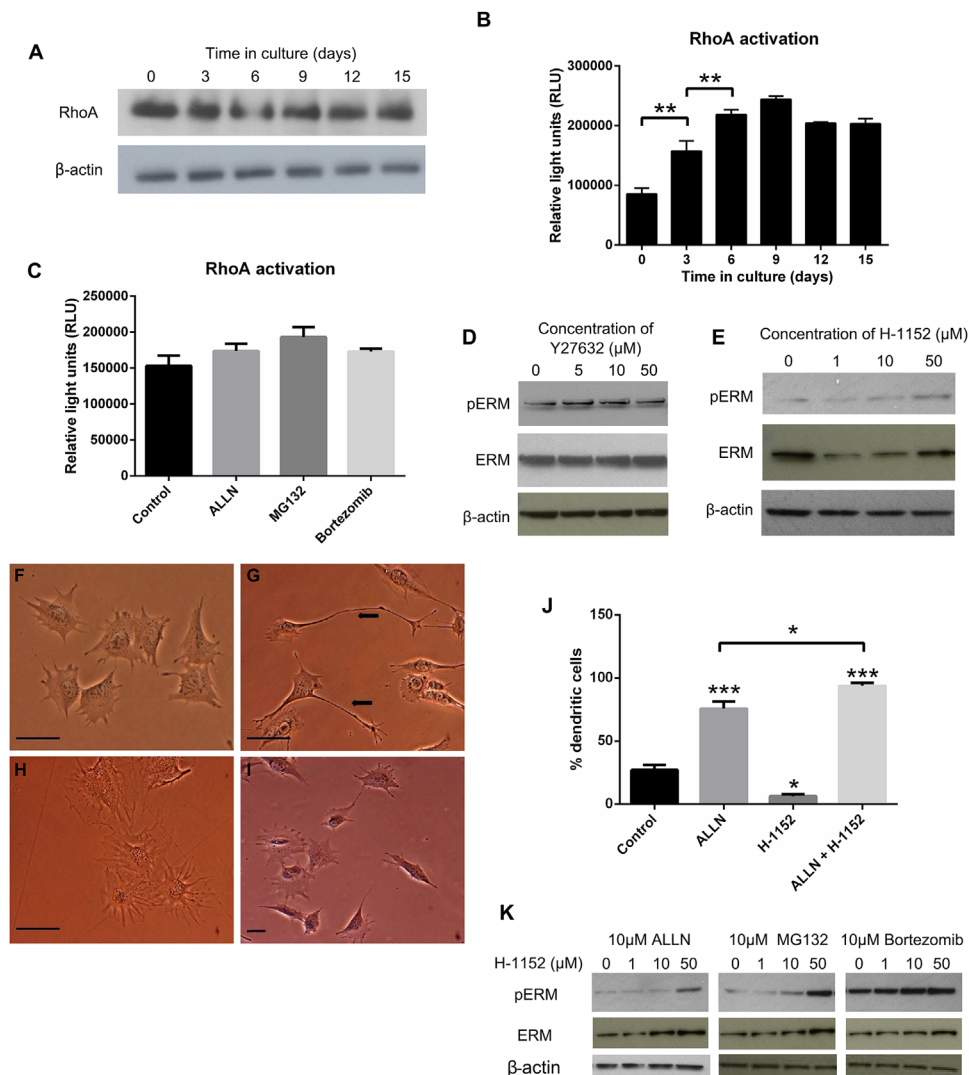 A
Time in culture (days)
0 3 6 9 12 15
RhoA
β-actin
B
RhoA activation
Relative light units (RLU)
300000
200000
100000
0
** **
0 3 6 9 12 15
Time in culture (days)
C
RhoA activation
Relative light units (RLU)
250000
200000
150000
100000
50000
0
Control ALLN MG132 Bortezomib
D
Concentration of
Y27632 (μM)
0 5 10 50
pERM
ERM
β-actin
E
Concentration of H-1152 (μM)
0 1 10 50
pERM
ERM
β-actin
F
G
H
I
J
% dendritic cells
150
100
50
0
*
*** * ***
Control ALLN H-1152 ALLN + H-1152
K
10μM ALLN 10μM MG132 10μM Bortezomib
H-1152 (μM) 0 1 10 50 0 1 10 50 0 1 10 50
pERM
ERM
β-actin